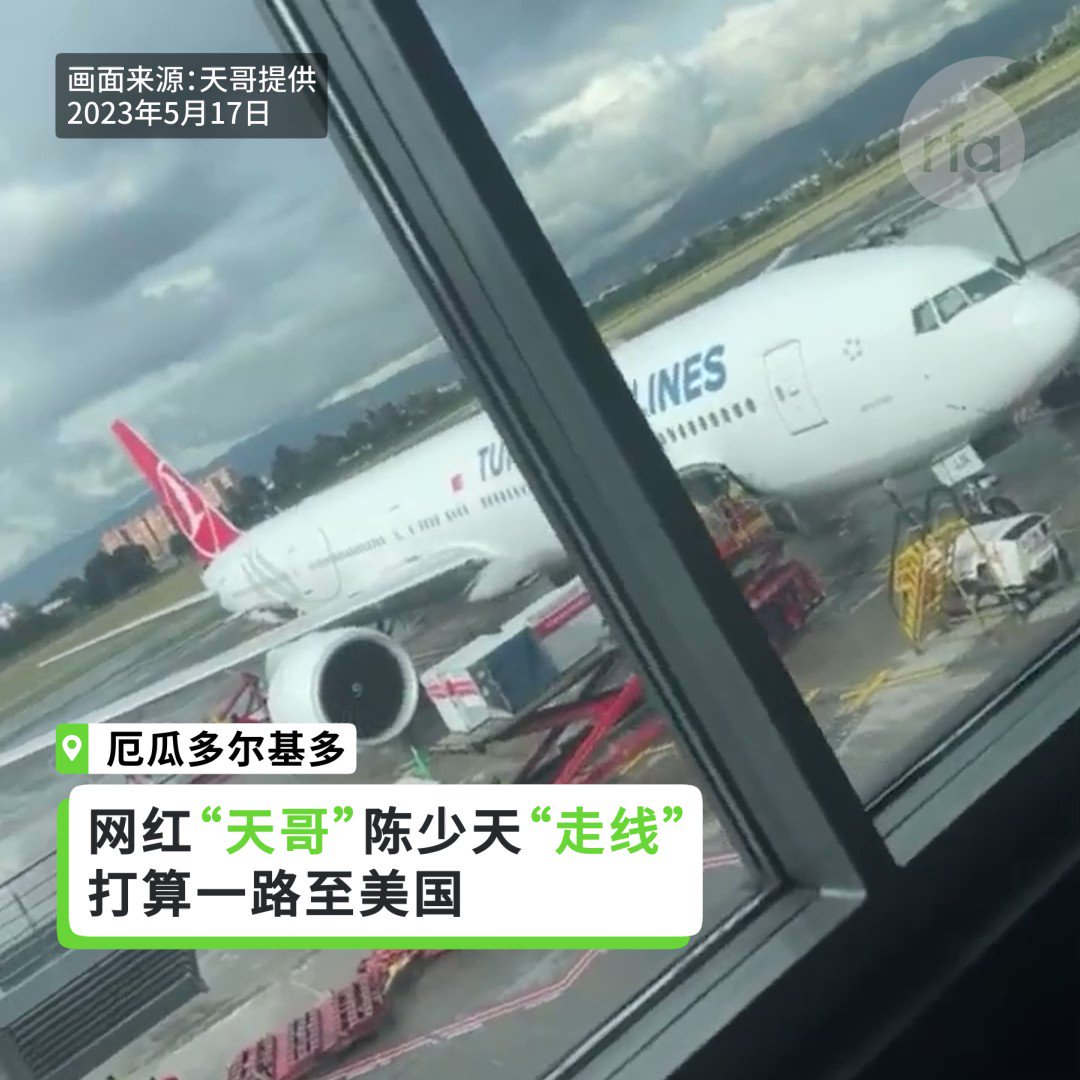 画面来源：天哥提供
2023年5月17日
rfa
LINES
厄瓜多尔基多
网红“天哥”陈少天“走线”
打算一路至美国